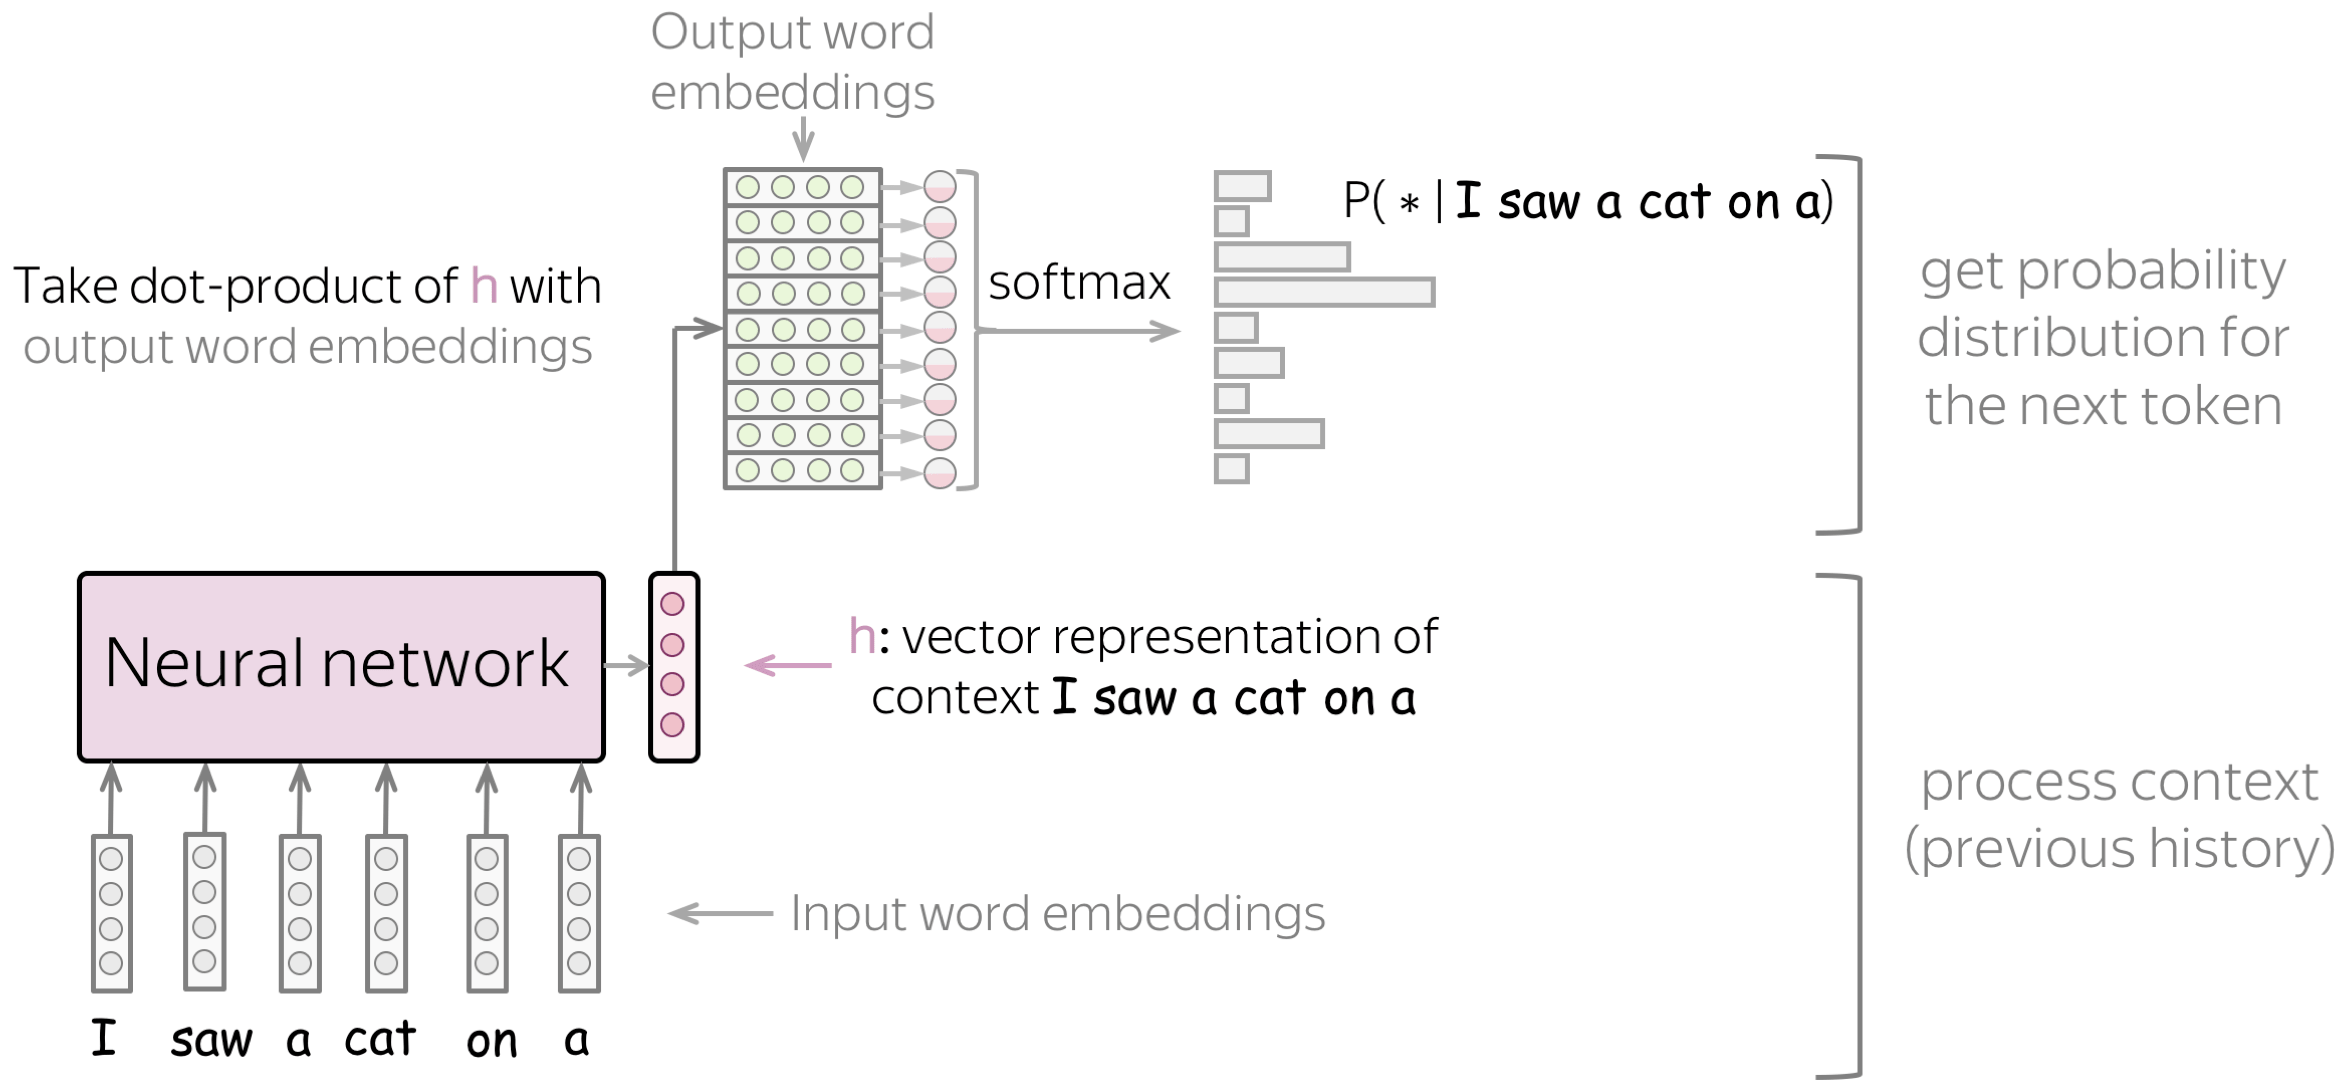 Output word
embeddings
Take dot-product of h with
output word embeddings
softmax
P( * | I saw a cat on a)
get probability
distribution for
the next token
Neural network
h: vector representation of
context I saw a cat on a
process context
(previous history)
Input word embeddings
I saw a cat on a